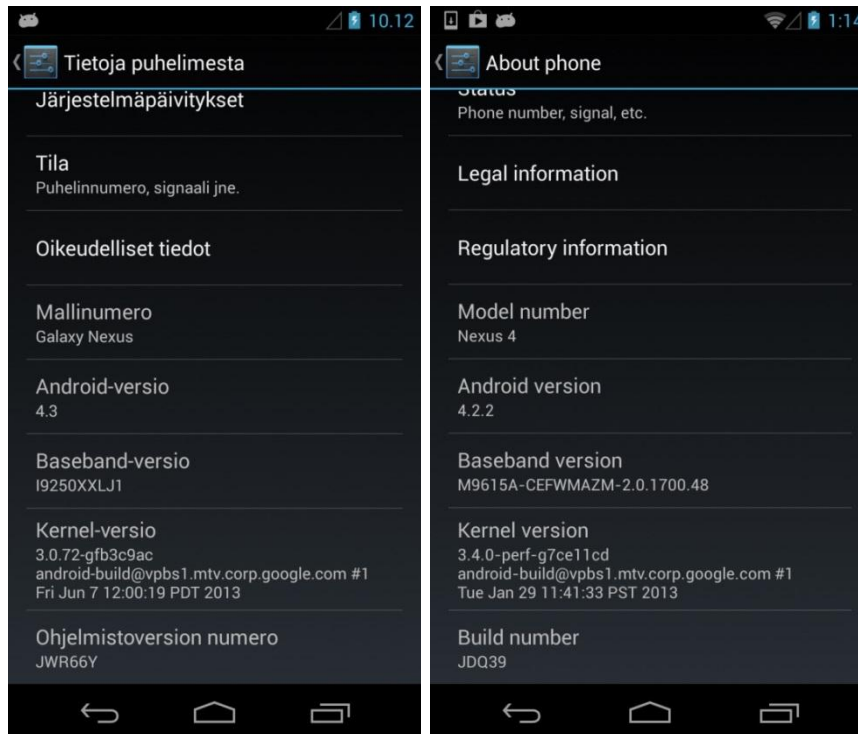 10.12
Tietoja puhelimesta
Järjestelmäpäivitykset
Tila
Puhelinnumero, signaali jne.
Oikeudelliset tiedot
Mallinumero
Galaxy Nexus
Android-versio
4.3
Baseband-versio
I9250XXLJ1
Kernel-versio
3.0.72-gfb3c9ac
android-build@vpbs1.mtv.corp.google.com #1
Fri Jun 7 12:00:19 PDT 2013
Ohjelmistoversion numero
JWR66Y
1:14
About phone
Status
Phone number, signal, etc.
Legal information
Regulatory information
Model number
Nexus 4
Android version
4.2.2
Baseband version
M9615A-CEFWMAZM-2.0.1700.48
Kernel version
3.4.0-perf-g7ce11cd
android-build@vpbs1.mtv.corp.google.com #1
Tue Jan 29 11:41:33 PST 2013
Build number
JDQ39